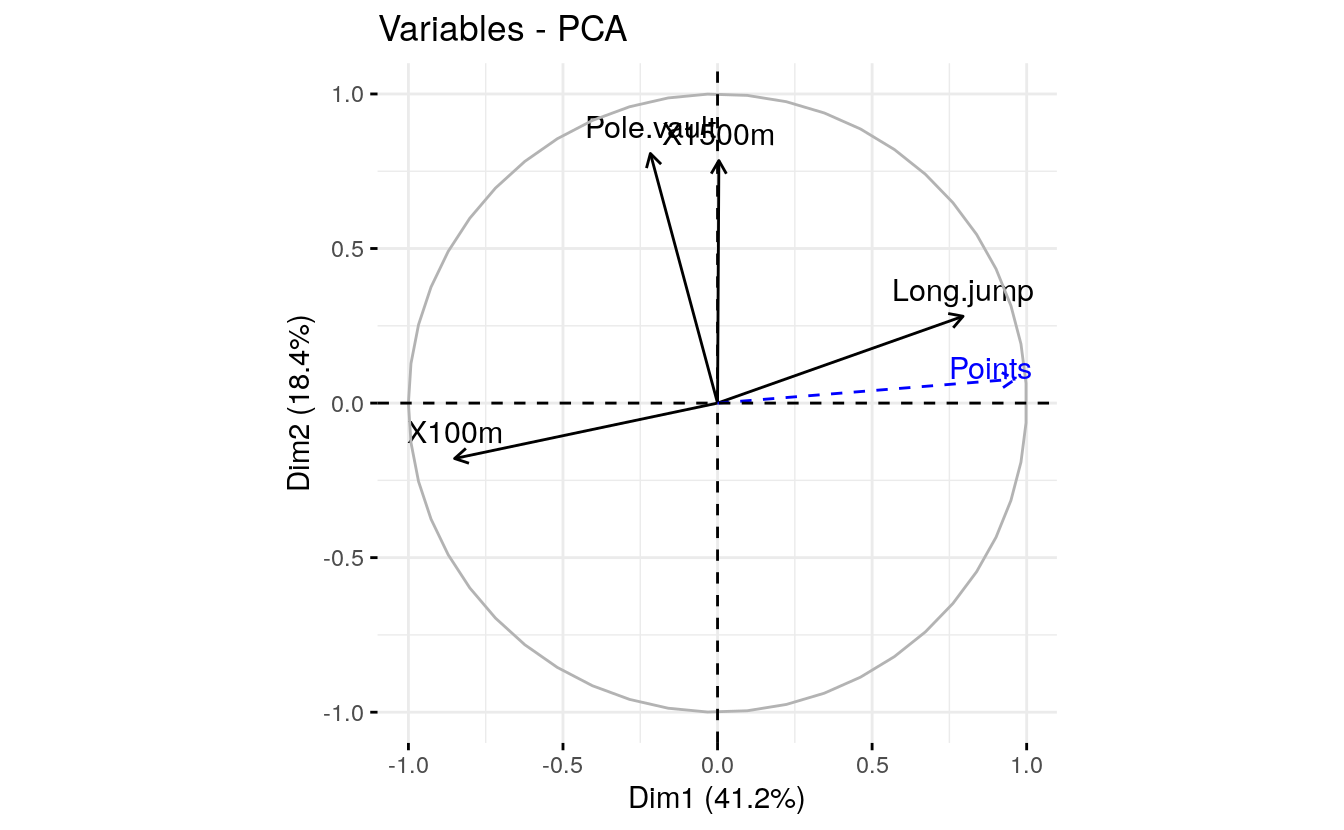 Variables - PCA
1.0
Pole.vault
X1500m
0.5
Long.jump
Points
0.0
X100m
Dim2 (18.4%)
-0.5
-1.0
-1.0 -0.5 0.0 0.5 1.0
Dim1 (41.2%)